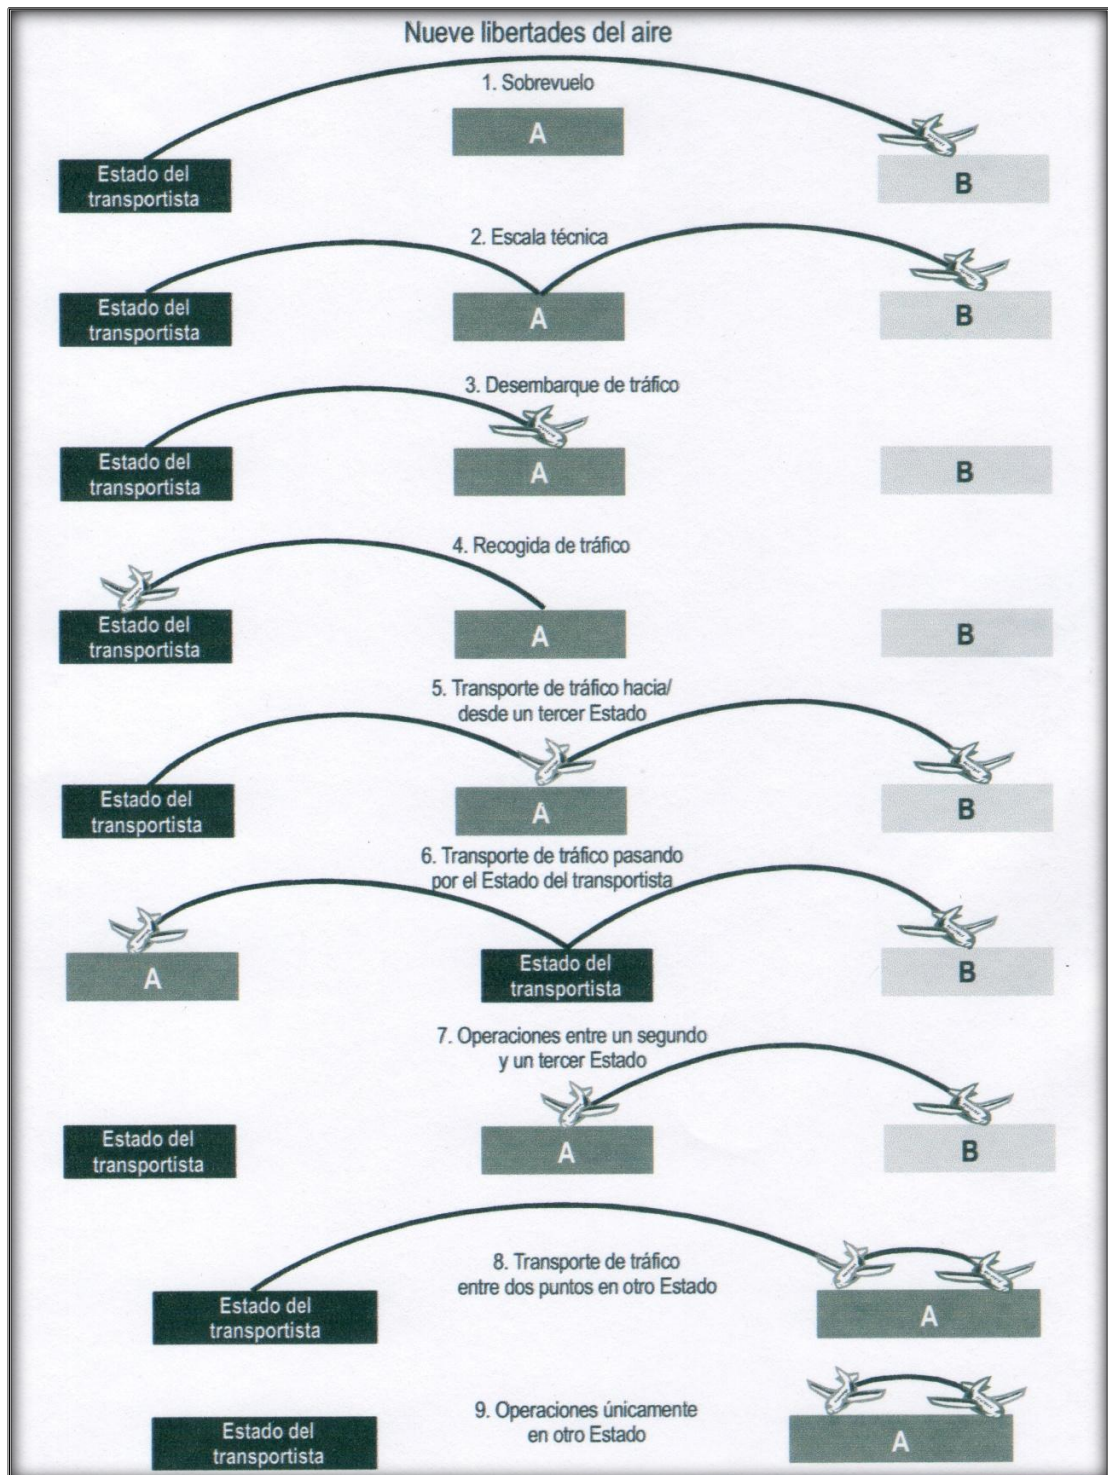 Nueve libertades del aire
1. Sobrevuelo
A
Estado del
transportista
B
2. Escala técnica
Estado del
transportista
A
B
3. Desembarque de tráfico
Estado del
transportista
A
B
4. Recogida de tráfico
Estado del
transportista
A
B
5. Transporte de tráfico hacia/
desde un tercer Estado
Estado del
transportista
A
B
6. Transporte de tráfico pasando
por el Estado del transportista
A
Estado del
transportista
B
7. Operaciones entre un segundo
y un tercer Estado
Estado del
transportista
A
B
8. Transporte de tráfico
entre dos puntos en otro Estado
Estado del
transportista
A
9. Operaciones únicamente
en otro Estado
Estado del
transportista
A